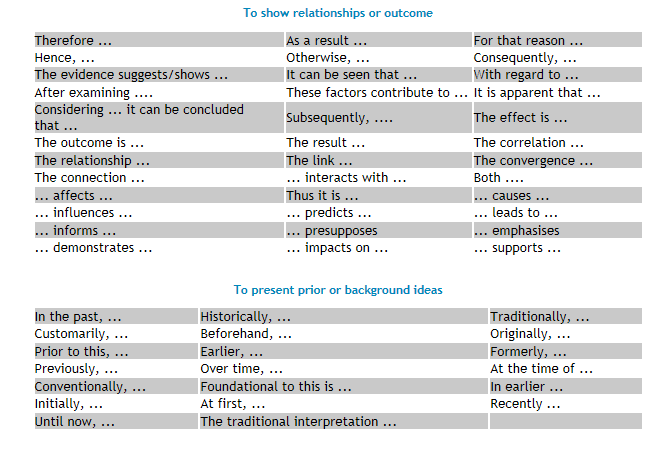 To show relationships or outcome
Therefore ... As a result ... For that reason ...
Hence, ... Otherwise, ... Consequently, ...
The evidence suggests/shows ... It can be seen that ... With regard to ...
After examining .... These factors contribute to ... It is apparent that ...
Considering ... it can be concluded
that ... Subsequently, .... The effect is ...
The outcome is ... The result ... The correlation ...
The relationship ... The link ... The convergence ...
The connection ... ... interacts with ... Both ....
... affects ... Thus it is ... ... causes ...
... influences ... ... predicts ... ... leads to ...
... informs ... ... presupposes ... emphasises
... demonstrates ... ... impacts on ... ... supports ...
To present prior or background ideas
In the past, ... Historically, ... Traditionally, ...
Customarily, ... Beforehand, ... Originally, ...
Prior to this, ... Earlier, ... Formerly, ...
Previously, ... Over time, ... At the time of ...
Conventionally, ... Foundational to this is ... In earlier ...
Initially, ... At first, ... Recently ...
Until now, ... The traditional interpretation ...